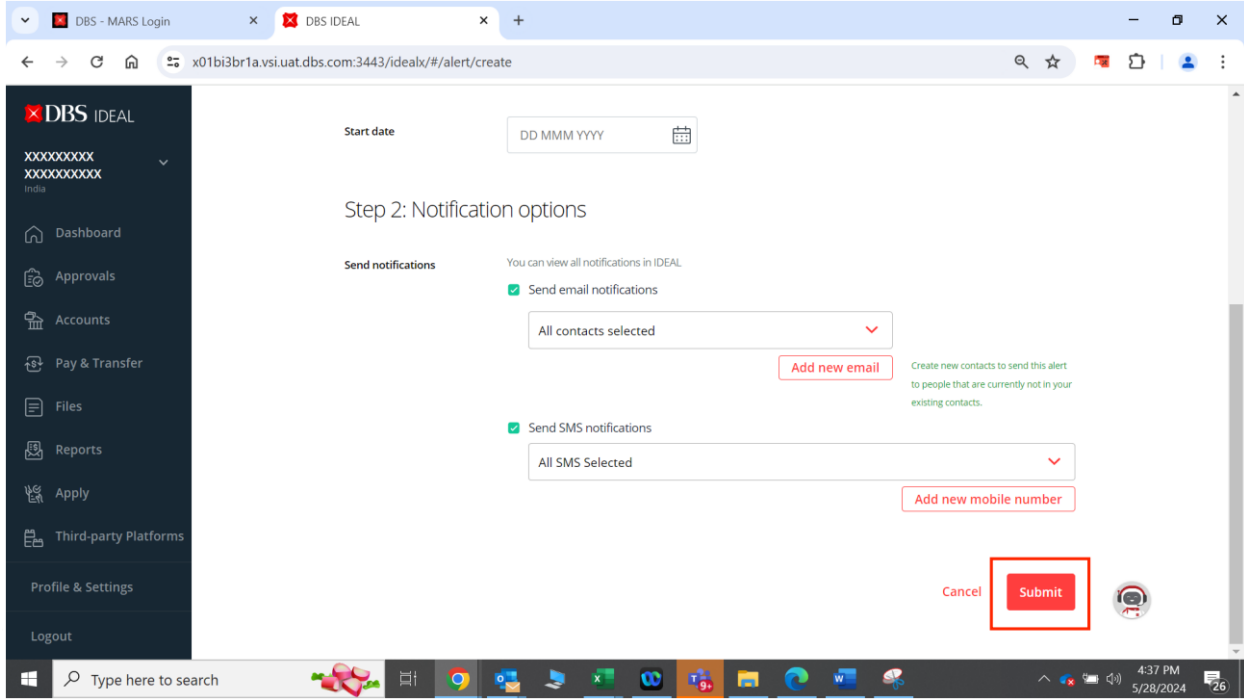 DBS - MARS Login
DBS IDEAL
x01bi3br1a.vsi.uat.dbs.com:3443/idealx/#/alert/create
DBS IDEAL
XXXXXXXXX
XXXXXXXXXX
India
Dashboard
Approvals
Accounts
Pay & Transfer
Files
Reports
Apply
Third-party Platforms
Profile & Settings
Logout
Start date
DD MMM YYYY
Step 2: Notification options
Send notifications
You can view all notifications in IDEAL
Send email notifications
All contacts selected
Add new email
Create new contacts to send this alert
to people that are currently not in your
existing contacts.
Send SMS notifications
All SMS Selected
Add new mobile number
Cancel
Submit
Type here to search
9+
4:37 PM
5/28/2024
26